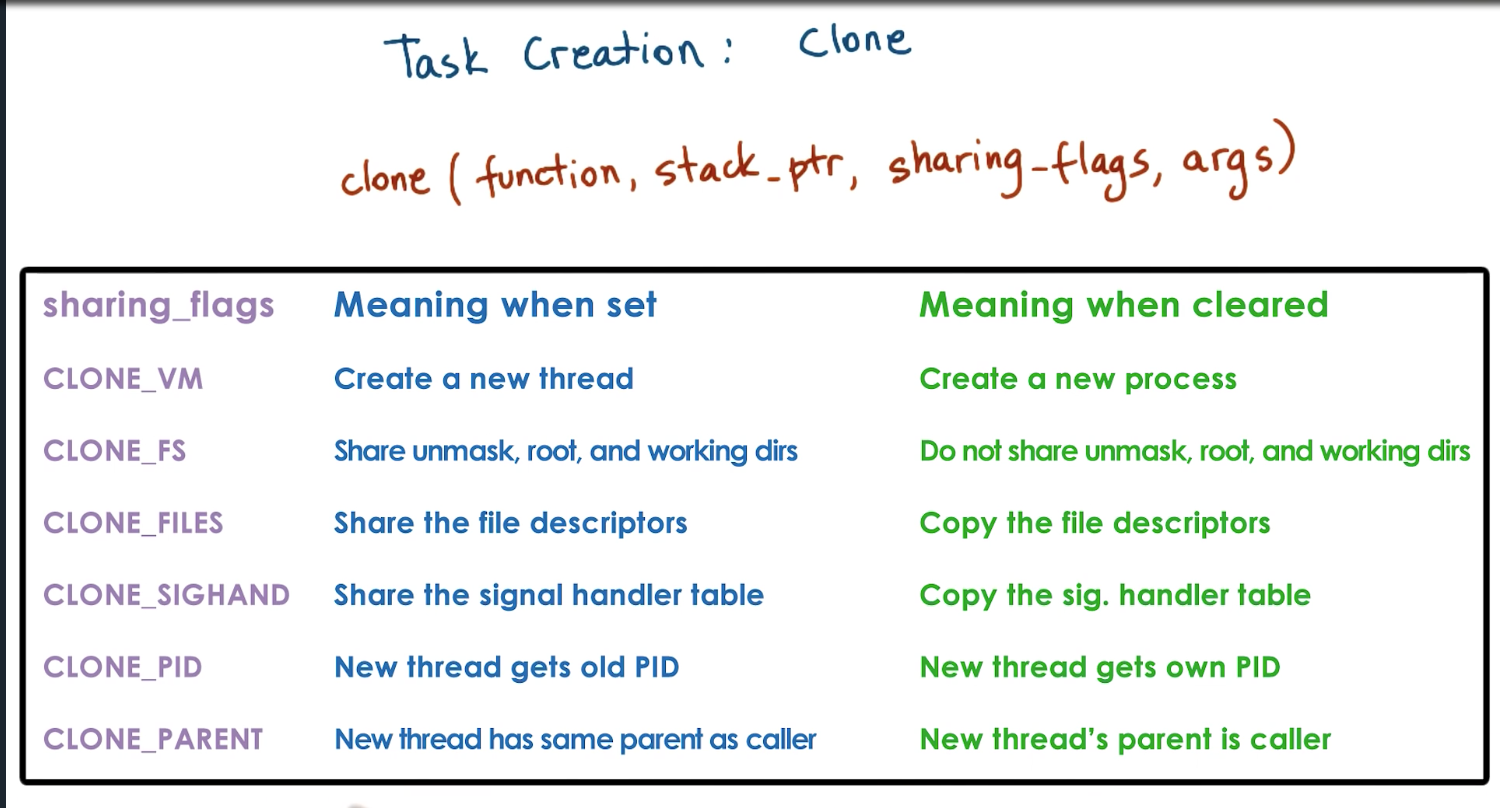 Task Creation: Clone
clone (function, stack_ptr, sharing_flags, args)
sharing_flags Meaning when set Meaning when cleared
CLONE_VM Create a new thread Create a new process
CLONE_FS Share unmask, root, and working dirs Do not share unmask, root, and working dirs
CLONE_FILES Share the file descriptors Copy the file descriptors
CLONE_SIGHAND Share the signal handler table Copy the sig. handler table
CLONE_PID New thread gets old PID New thread gets own PID
CLONE_PARENT New thread has same parent as caller New thread's parent is caller